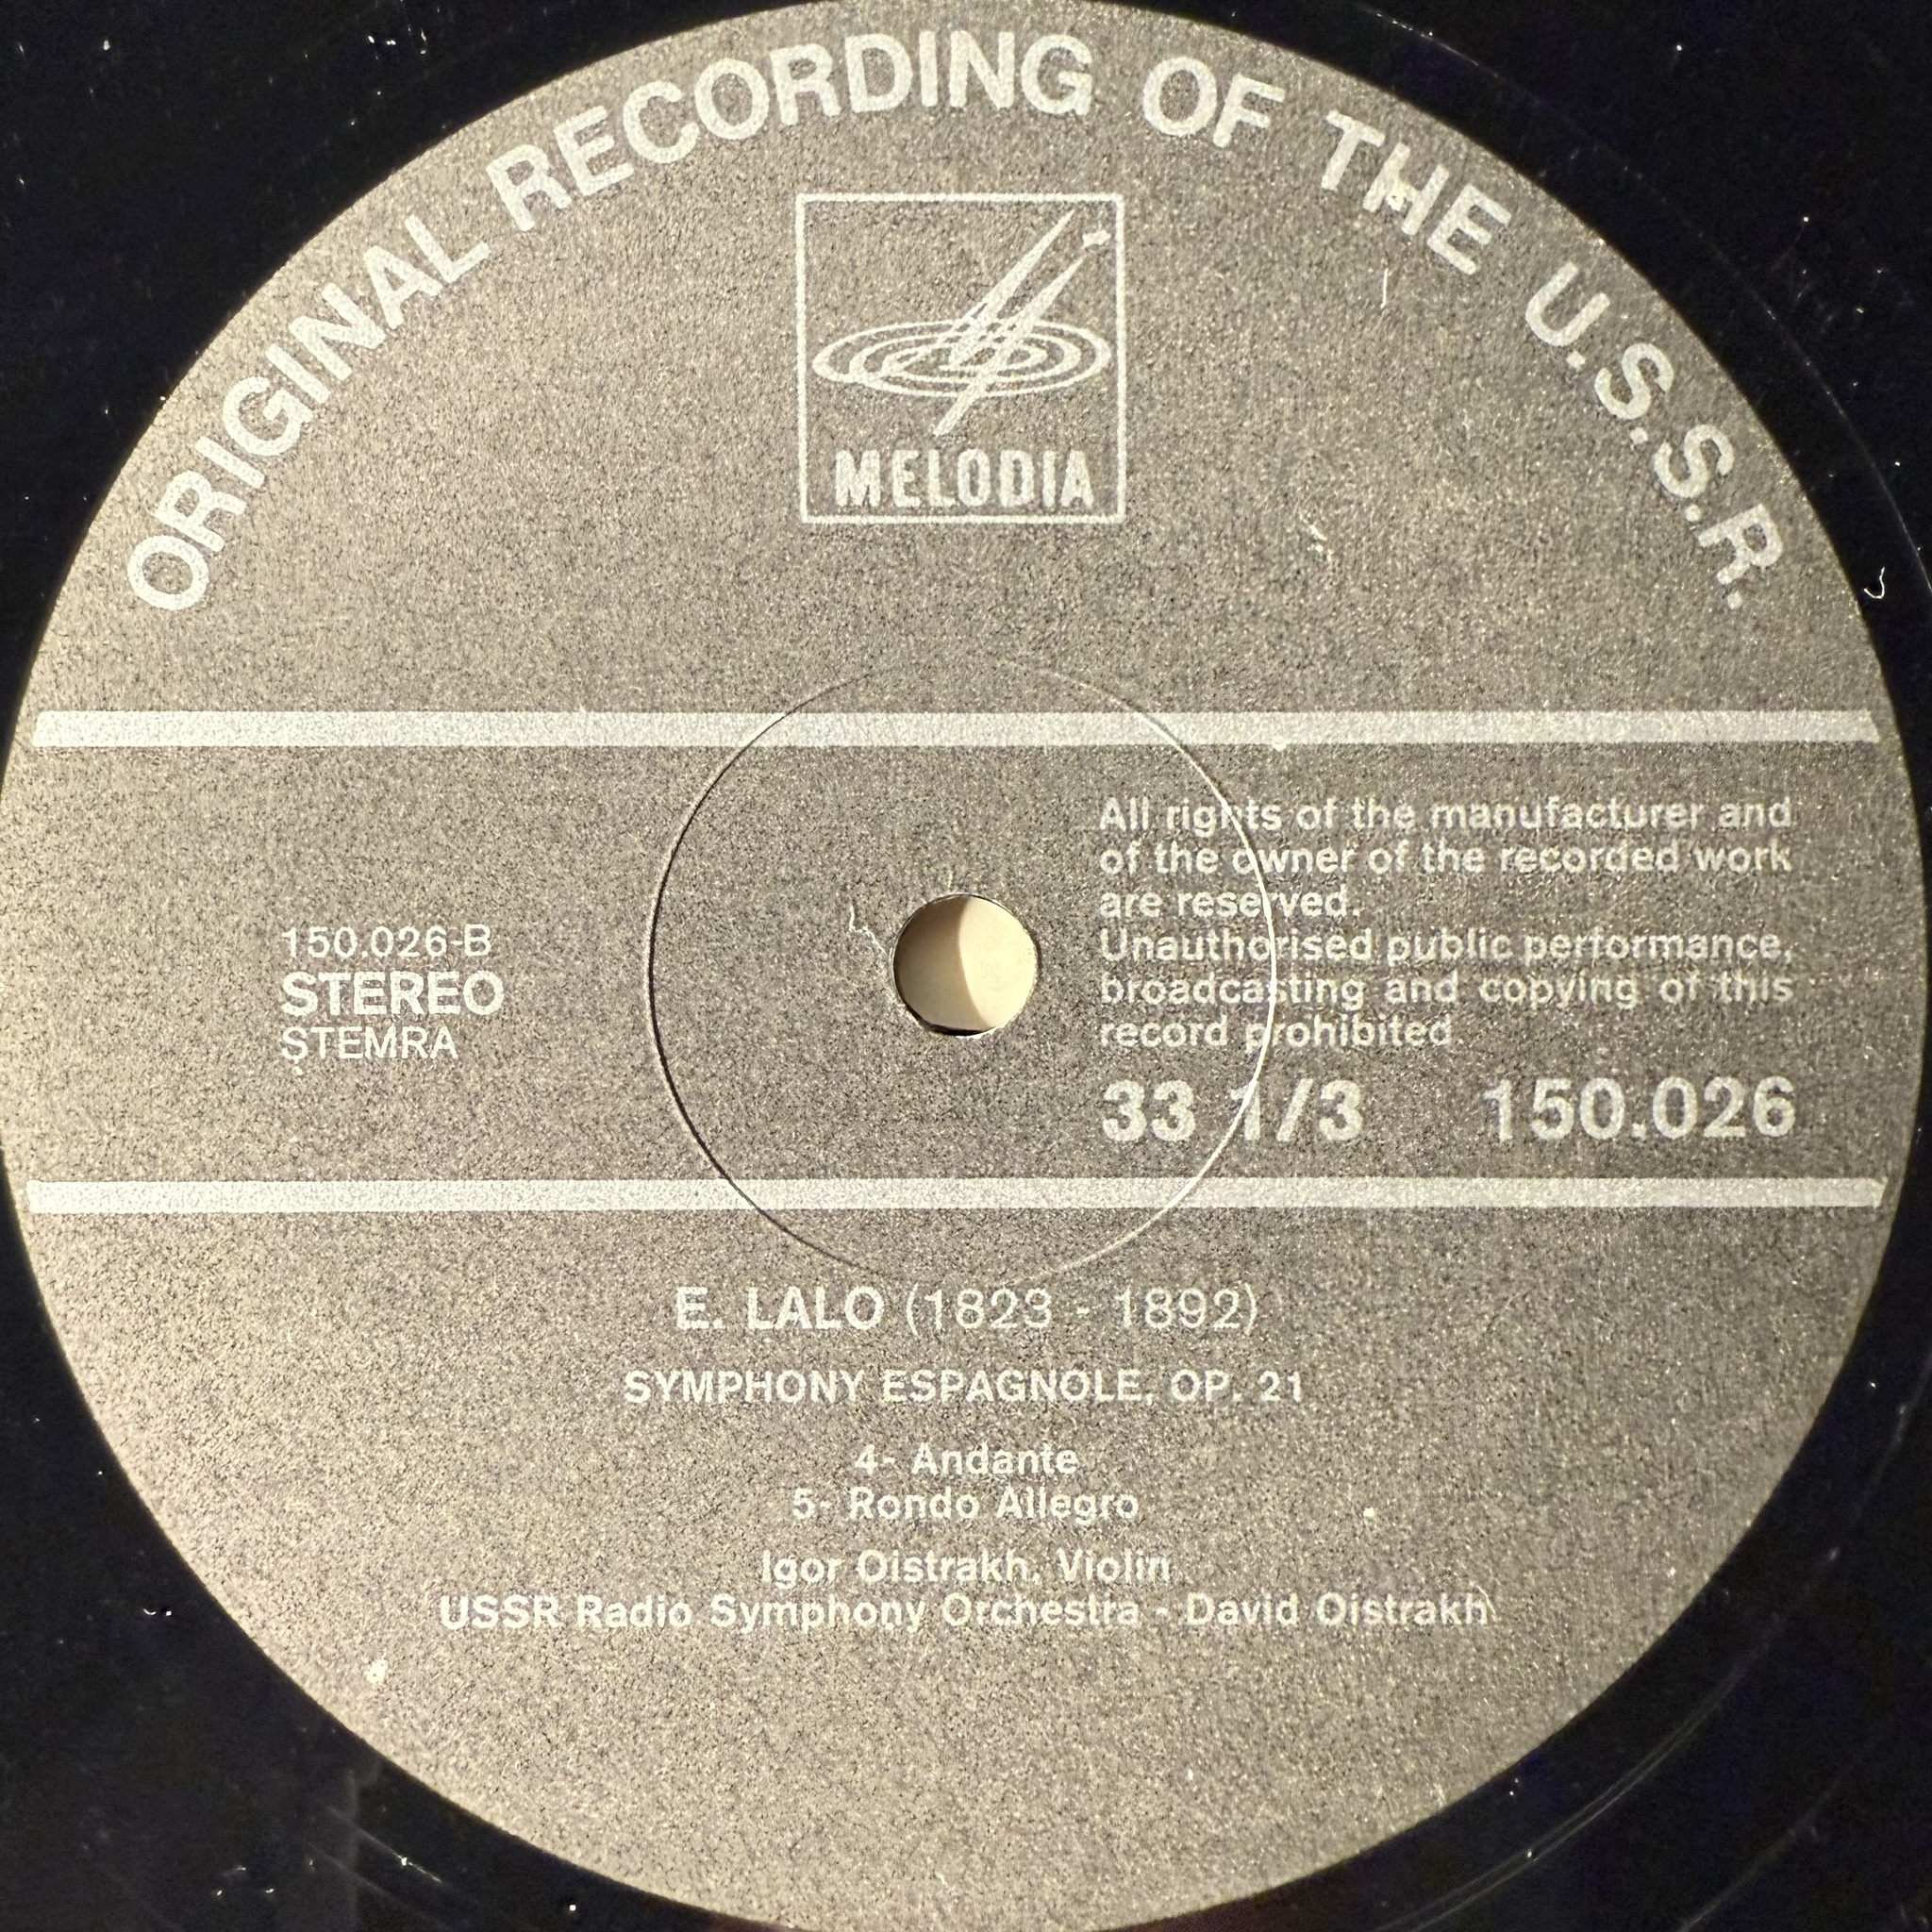 ORIGINAL RECORDING OF THE U.S.S.R.
MELODIA
All rights of the manufacturer and
of the owner of the recorded work
are reserved.
Unauthorised public performance,
broadcasting and copying of this
record prohibited
150.026-B
STEREO
STEMRA
33 1/3 150.026
E. LALO (1823 - 1892)
SYMPHONY ESPAGNOLE, OP. 21
4- Andante
5- Rondo Allegro
Igor Oistrakh, Violin
USSR Radio Symphony Orchestra - David Oistrakh